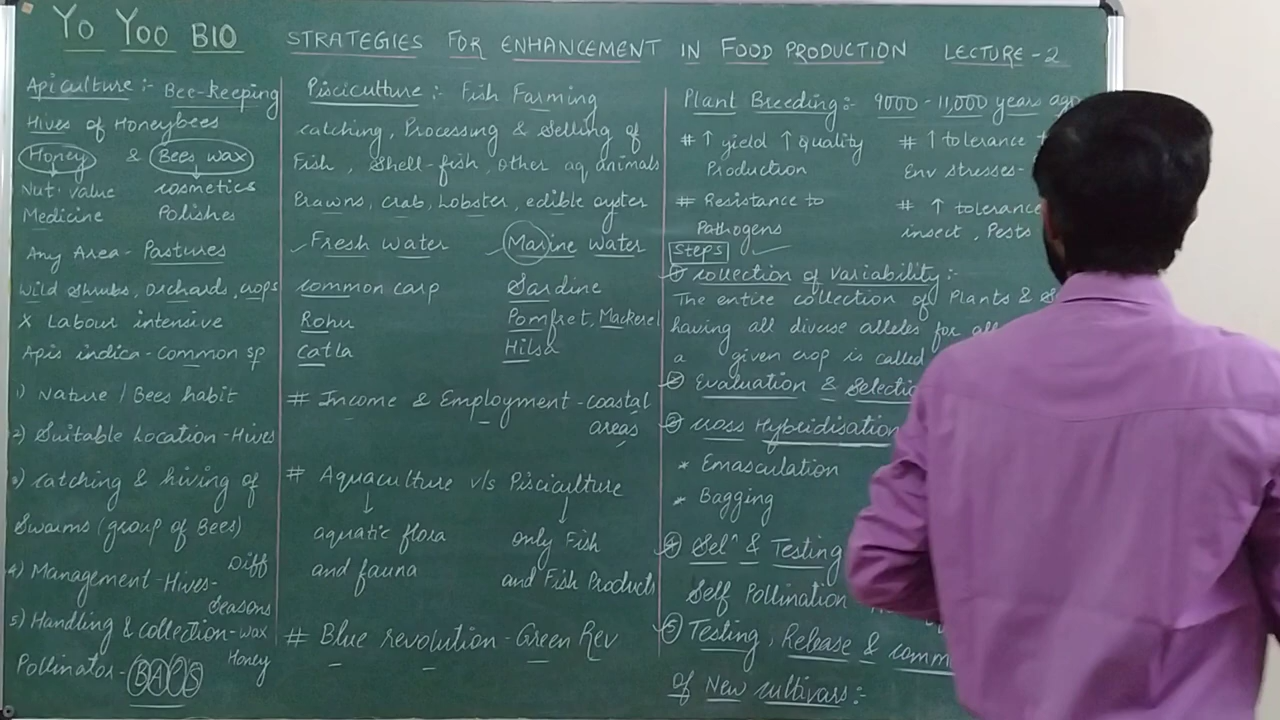 YO YOO BIO
STRATEGIES FOR ENHANCEMENT IN FOOD PRODUCTION LECTURE - 2
Apiculture :- Bee-keeping
Hives of Honeybees
Honey & Bees wax
Nut. value cosmetics
Medicine Polishes
Any Area - Pastures
Wild shrubs, orchards, crops
X Labour intensive
Apis indica - common sp
1) Nature / Bees habit
2) Suitable Location - Hives
3) catching & hiving of
Swarms (group of Bees)
4) Management - Hives - Diff
Seasons
5) Handling & collection - wax
Honey
Pollinator - BACS
Pisciculture :- Fish Farming
catching, Processing & Selling of
Fish, Shell-fish, other aq animals
Prawns, crab, Lobster, edible oyster
Fresh water Marine water
common carp Sardine
Rohu Pomfret, Mackerel
Catla Hilsa
# Income & Employment - coastal
areas
# Aquaculture v/s Pisciculture
↓ ↓
aquatic flora only Fish
and fauna and Fish Products
# Blue revolution - Green Rev
Plant Breeding :- 9000 - 11,000 years ago
# ↑ yield ↑ quality
Production
# ↑ tolerance
Env stresses -
# Resistance to
Pathogens
# ↑ tolerance
insect, Pests
Steps
① collection of variability :-
The entire collection of Plants &
having all diverse alleles for
a given crop is called
② Evaluation &
③ cross Hybridisation
* Emasculation
* Bagging
④ Selⁿ & Testing
Self Pollination
⑤ Testing, Release &
of New cultivars :-